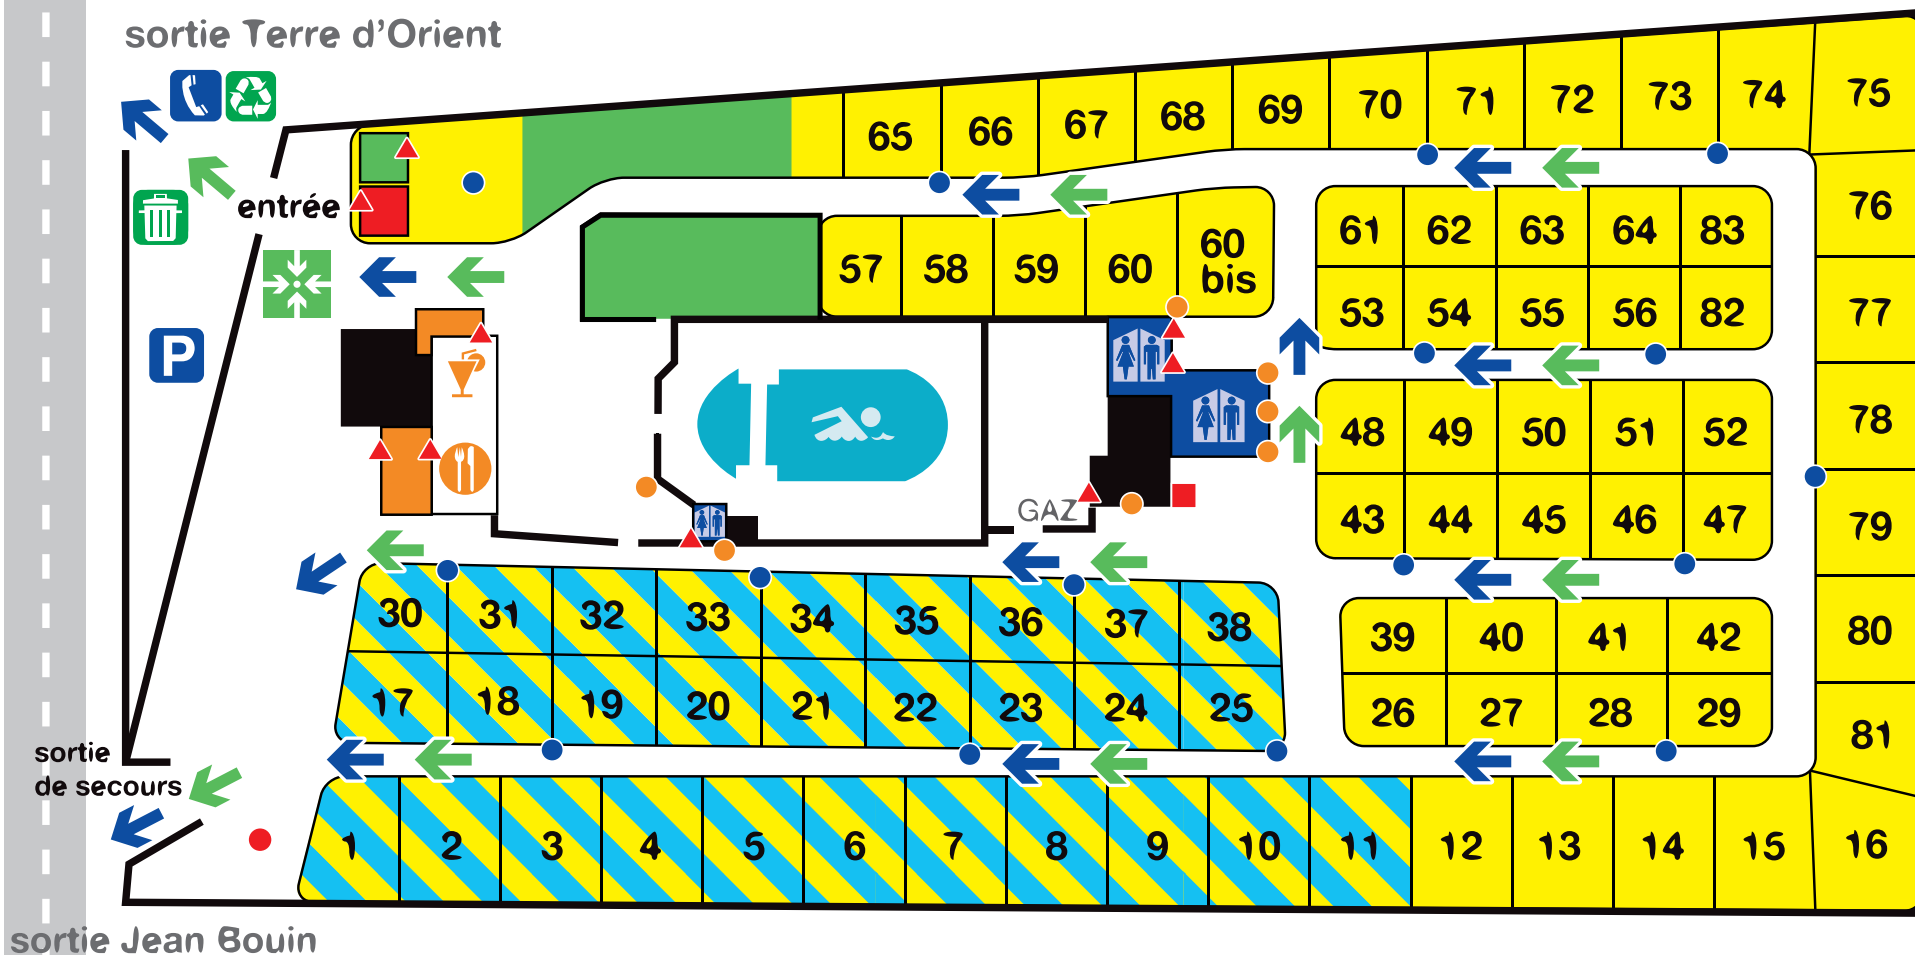 sortie Terre d'Orient
65 66 67 68 69 70 71 72 73 74 75
entrée
76
57 58 59 60 60 bis
61 62 63 64 83
53 54 55 56 82
77
P
48 49 50 51 52
78
GAZ
43 44 45 46 47
79
30 31 32 33 34 35 36 37 38
39 40 41 42
80
17 18 19 20 21 22 23 24 25
26 27 28 29
81
sortie
de secours
1 2 3 4 5 6 7 8 9 10 11 12 13 14 15 16
sortie Jean Bouin